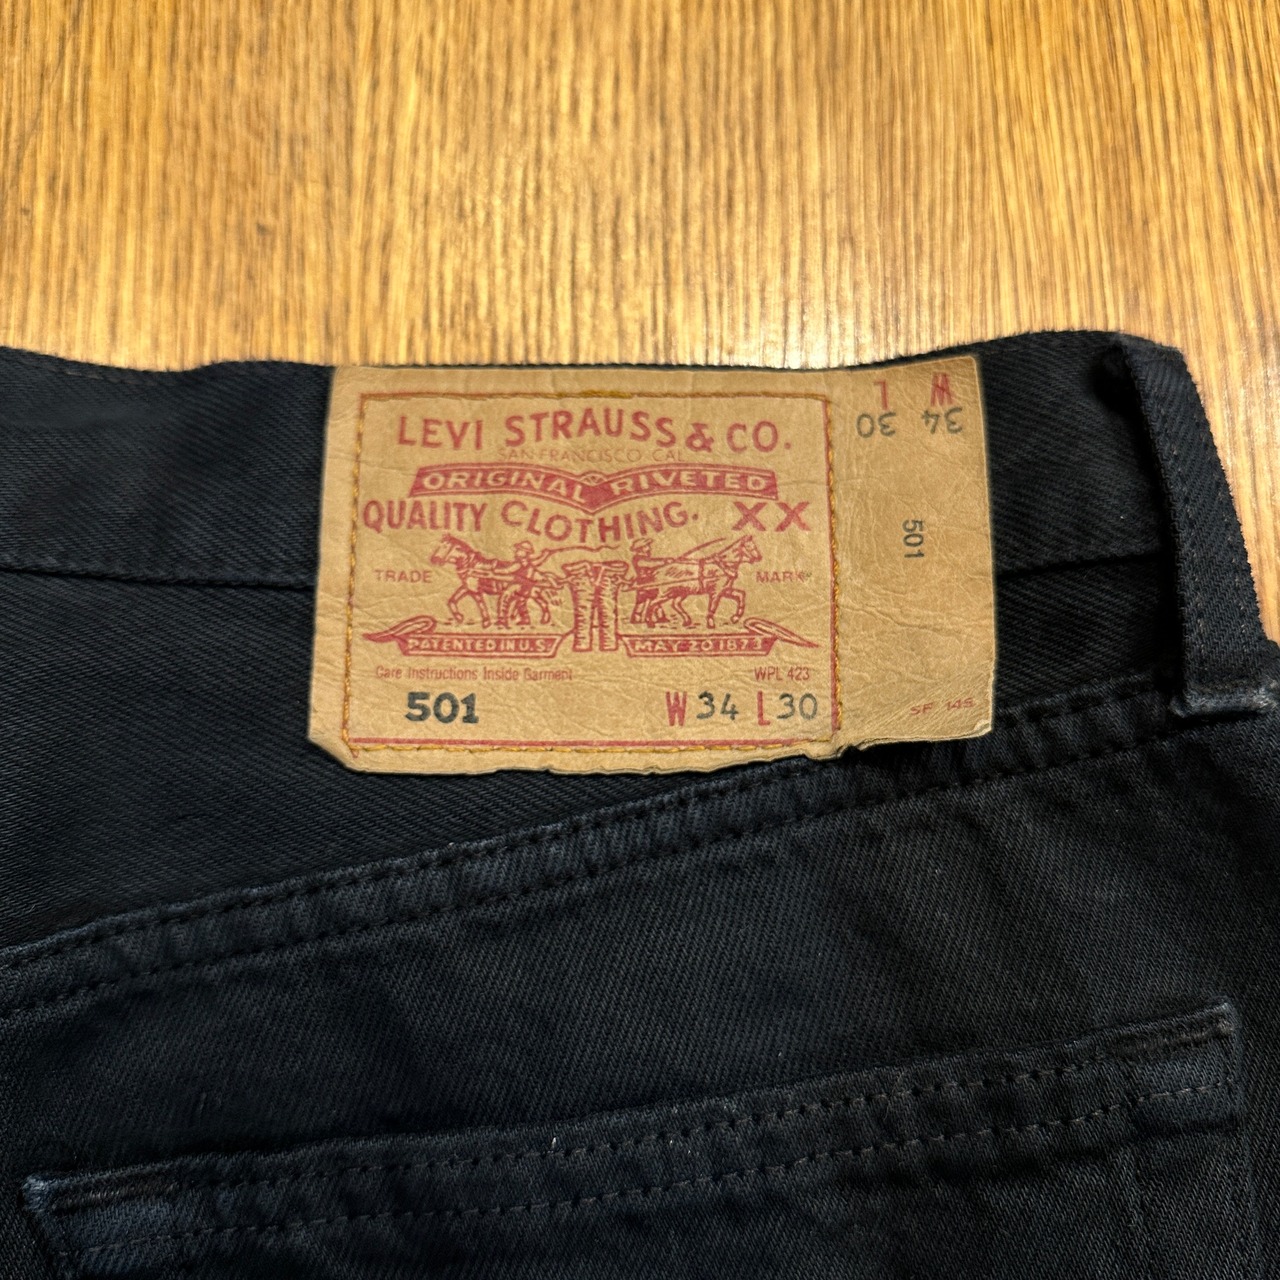 LEVI STRAUSS & CO.
SAN FRANCISCO CAL
ORIGINAL RIVETED
QUALITY CLOTHING. XX
TRADE MARK
PATENTED IN U.S. MAY 20 1873
Care Instructions Inside Garment WPL 423
501 W 34 L 30
W L
34 30
501
SF 145